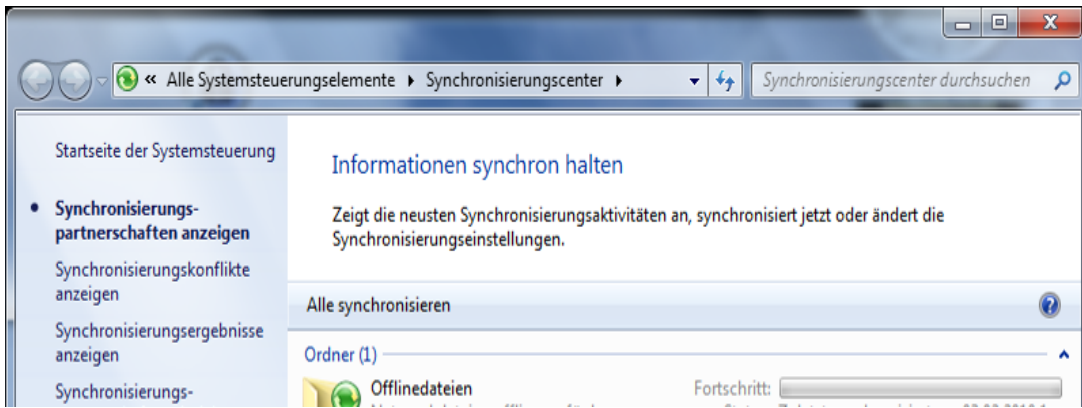 « Alle Systemsteuerungselemente ▸ Synchronisierungscenter ▸
Synchronisierungscenter durchsuchen
Startseite der Systemsteuerung
• Synchronisierungs-
partnerschaften anzeigen
Synchronisierungskonflikte
anzeigen
Synchronisierungsergebnisse
anzeigen
Synchronisierungs-
Informationen synchron halten
Zeigt die neusten Synchronisierungsaktivitäten an, synchronisiert jetzt oder ändert die
Synchronisierungseinstellungen.
Alle synchronisieren
Ordner (1)
Offlinedateien
Fortschritt: